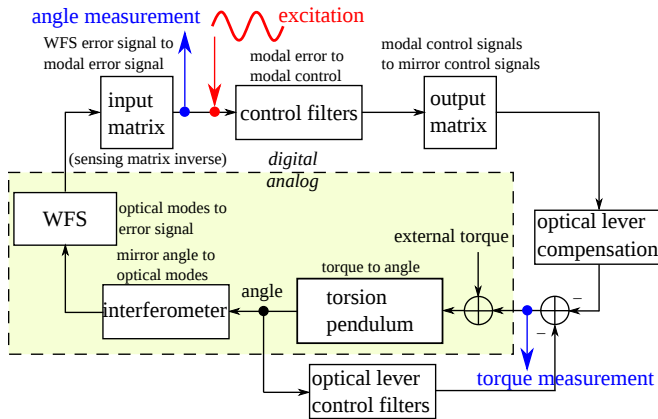 angle measurement
excitation
WFS error signal to
modal error signal
modal error to
modal control
modal control signals
to mirror control signals
input
matrix
control filters
output
matrix
(sensing matrix inverse)
digital
analog
WFS
optical modes to
error signal
external torque
optical lever
compensation
mirror angle to
optical modes
torque to angle
angle
interferometer
torsion
pendulum
−
−
optical lever
control filters
torque measurement